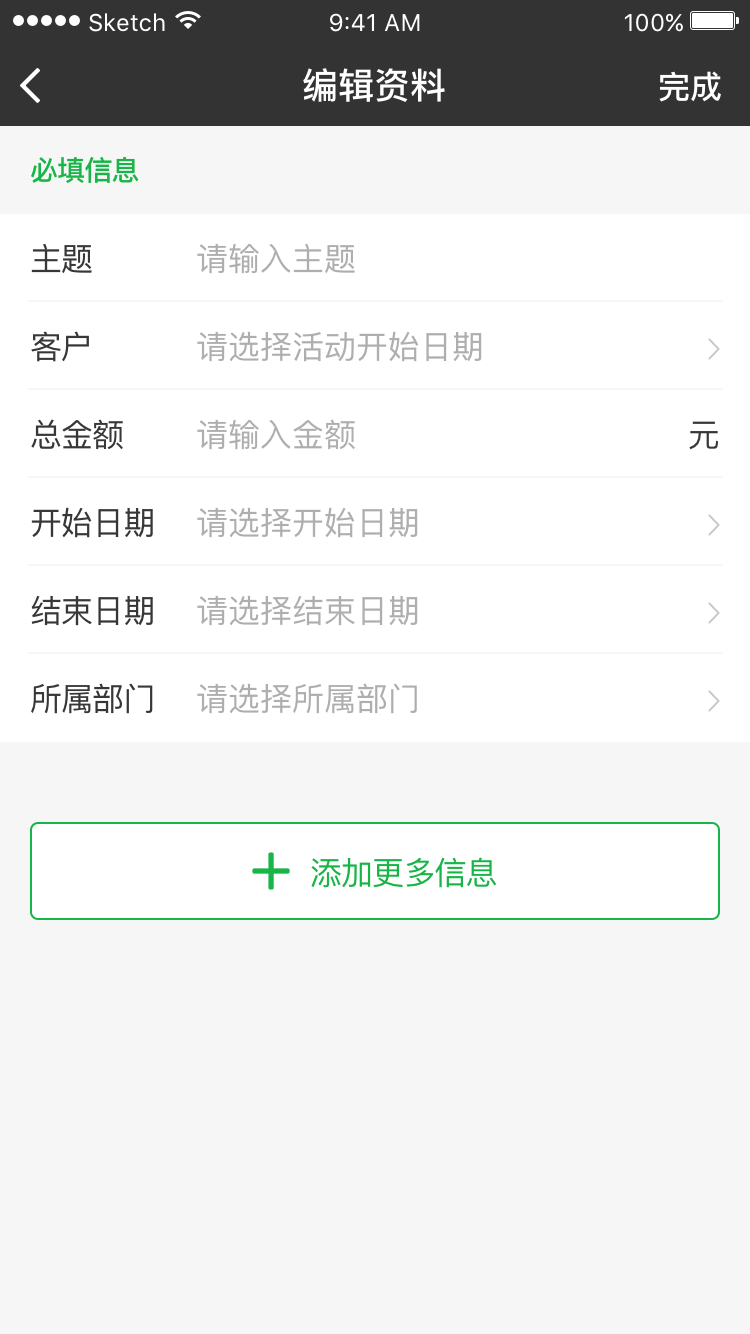 Sketch 9:41 AM 100%
编辑资料 完成
必填信息
主题 请输入主题
客户 请选择活动开始日期
总金额 请输入金额 元
开始日期 请选择开始日期
结束日期 请选择结束日期
所属部门 请选择所属部门
添加更多信息